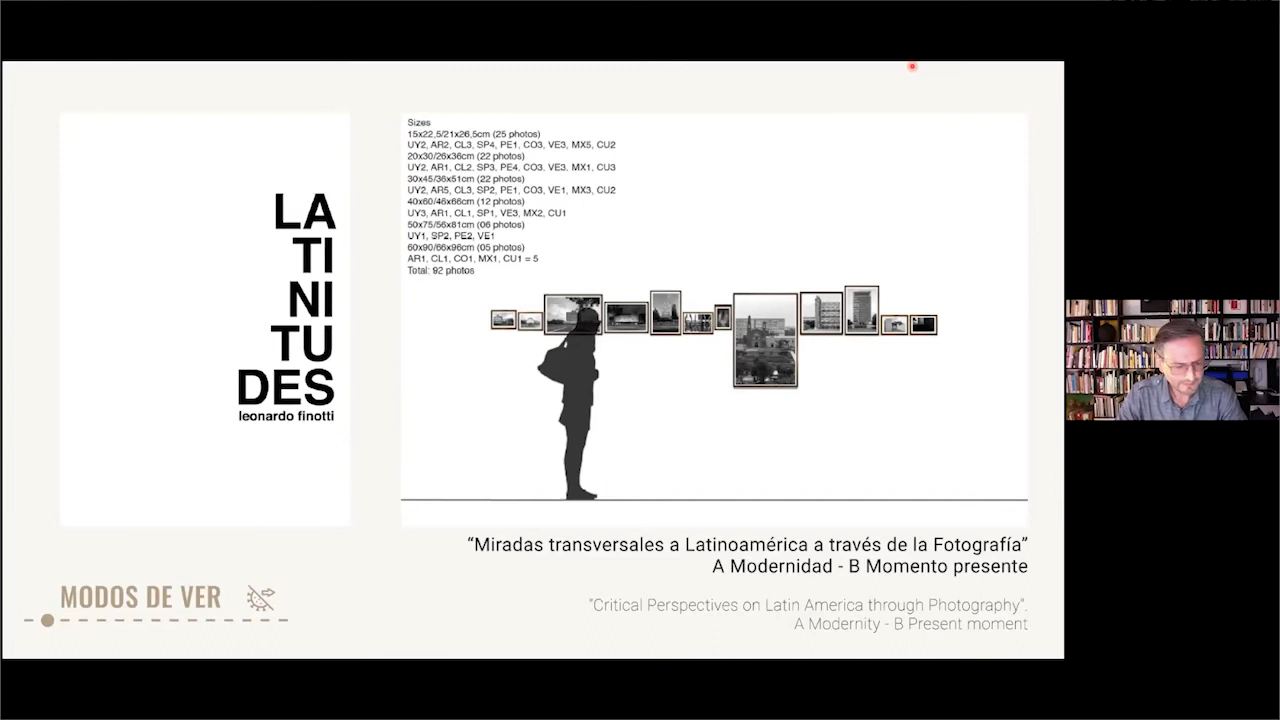 LA
TI
NI
TU
DES
leonardo finotti
Sizes
15x22,5/21x26,5cm (25 photos)
UY2, AR2, CL3, SP4, PE1, CO3, VE3, MX5, CU2
20x30/26x36cm (22 photos)
UY2, AR1, CL2, SP3, PE4, CO3, VE3, MX1, CU3
30x45/36x51cm (22 photos)
UY2, AR5, CL3, SP2, PE1, CO3, VE1, MX3, CU2
40x60/46x66cm (12 photos)
UY3, AR1, CL1, SP1, VE3, MX2, CU1
50x75/56x81cm (06 photos)
UY1, SP2, PE2, VE1
60x90/66x96cm (05 photos)
AR1, CL1, CO1, MX1, CU1 = 5
Total: 92 photos
“Miradas transversales a Latinoamérica a través de la Fotografía”
A Modernidad - B Momento presente
"Critical Perspectives on Latin America through Photography".
A Modernity - B Present moment
MODOS DE VER